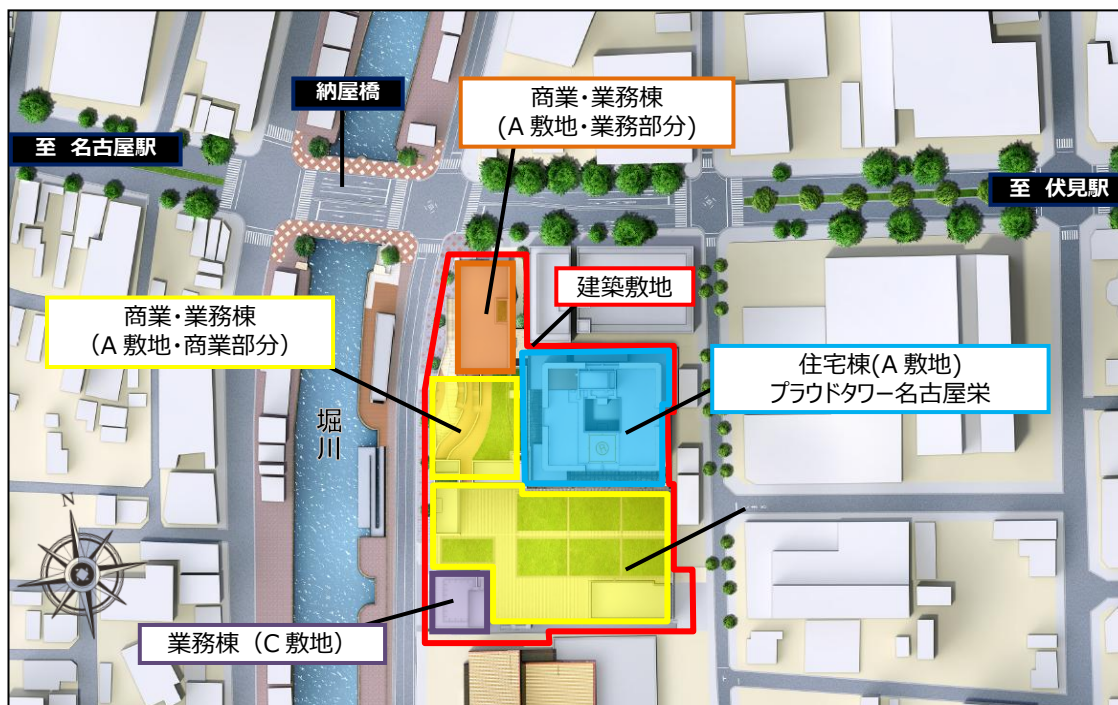 納屋橋
商業・業務棟
(A 敷地・業務部分)
至 名古屋駅
至 伏見駅
建築敷地
商業・業務棟
(A 敷地・商業部分)
住宅棟(A 敷地)
プラウドタワー名古屋栄
堀川
N
業務棟 (C 敷地)